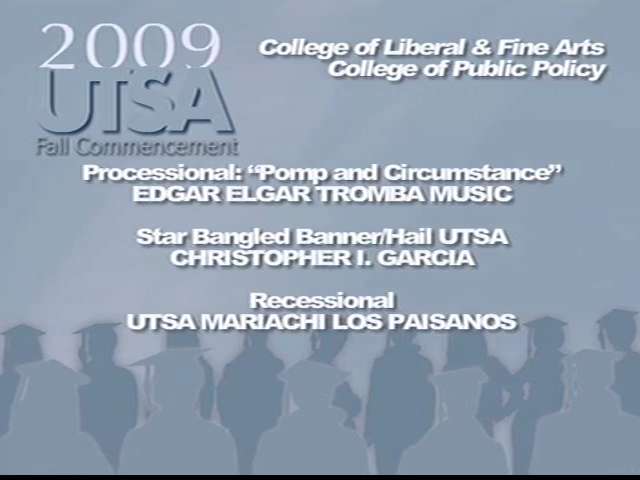 2009
UTSA
Fall Commencement
College of Liberal & Fine Arts
College of Public Policy
Processional: “Pomp and Circumstance”
EDGAR ELGAR TROMBA MUSIC
Star Bangled Banner/Hail UTSA
CHRISTOPHER I. GARCIA
Recessional
UTSA MARIACHI LOS PAISANOS